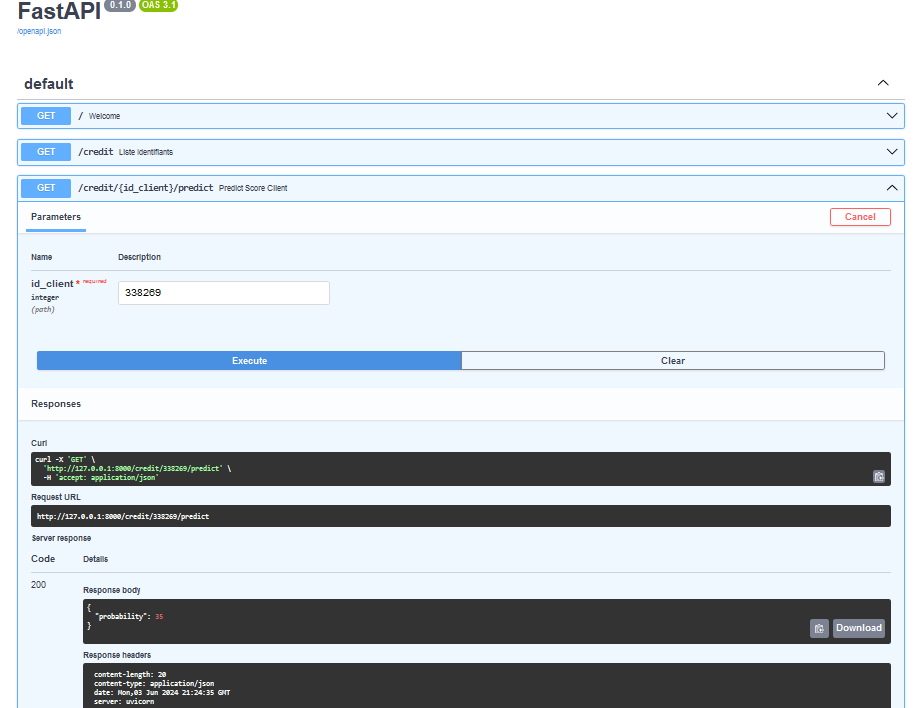 FastAPI 0.1.0 OAS 3.1
/openapi.json
default
GET / Welcome
GET /credit Liste Identifiants
GET /credit/{id_client}/predict Predict Score Client
Parameters
Cancel
Name Description
id_client * required
integer
(path)
338269
Execute Clear
Responses
Curl
curl -X 'GET' \
'http://127.0.0.1:8000/credit/338269/predict' \
-H 'accept: application/json'
Request URL
http://127.0.0.1:8000/credit/338269/predict
Server response
Code Details
200
Response body
{
"probability": 35
}
Download
Response headers
content-length: 20
content-type: application/json
date: Mon,03 Jun 2024 21:24:35 GMT
server: uvicorn